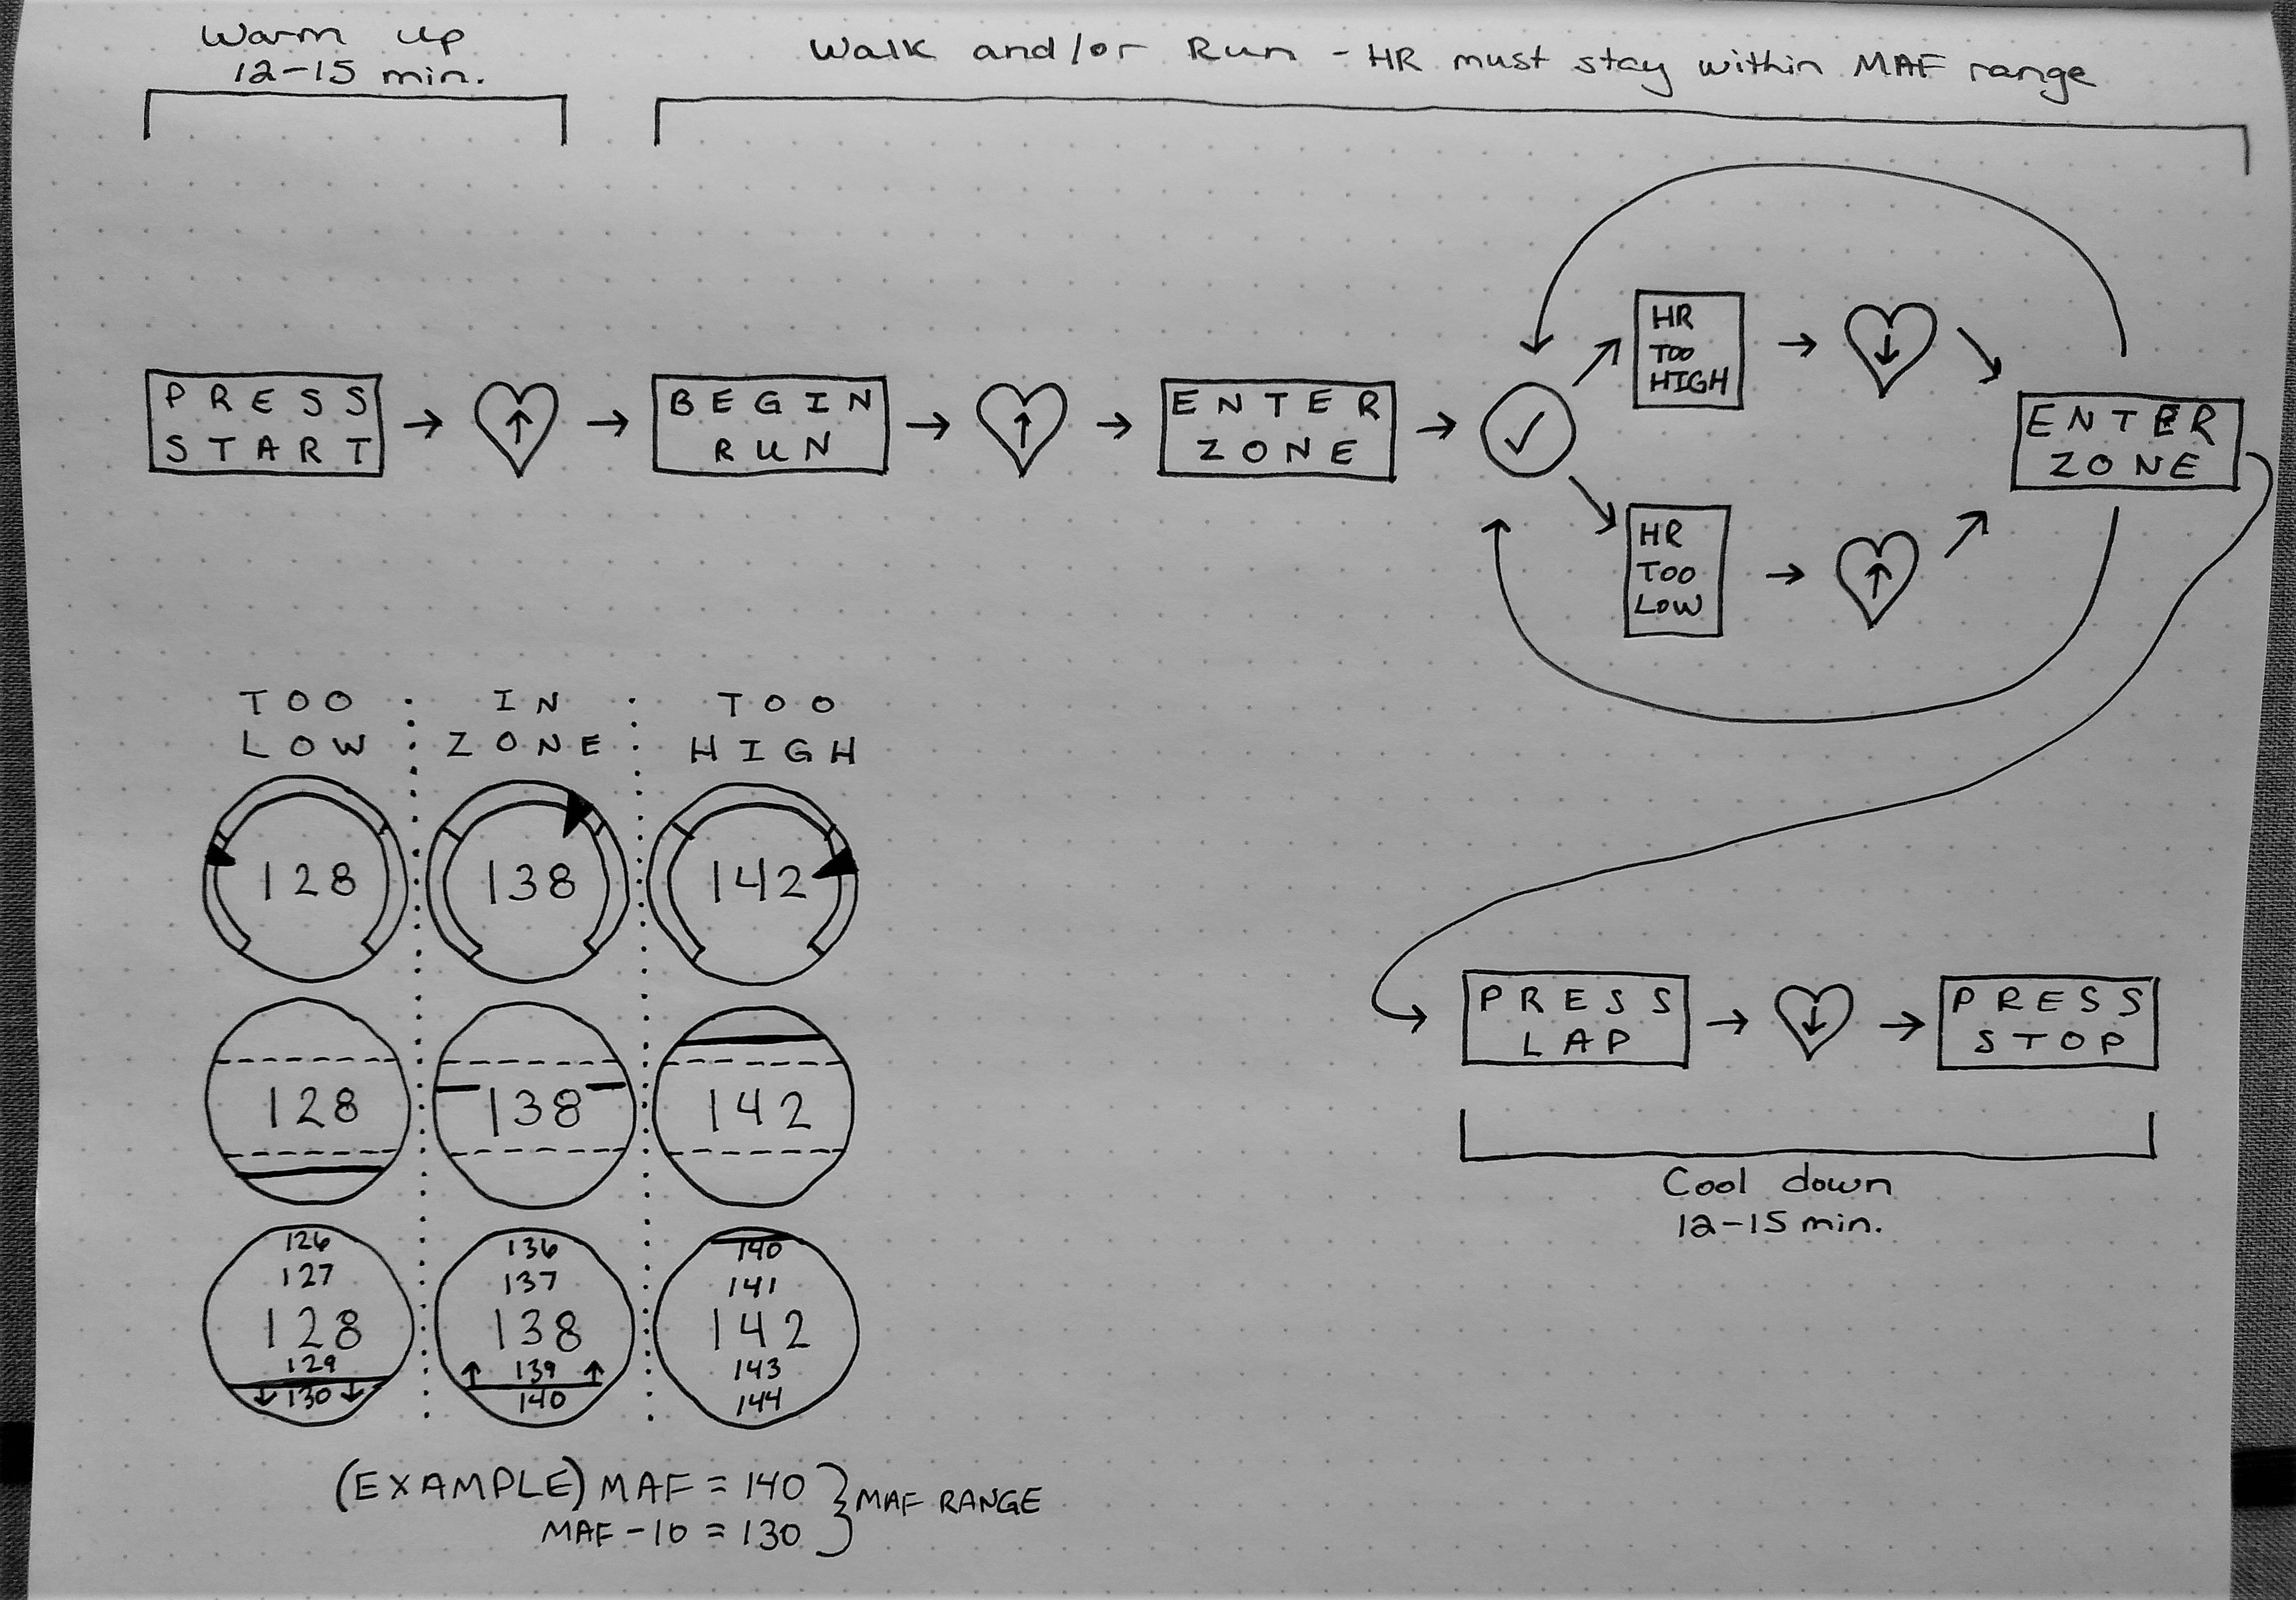 Warm up
12-15 min.
Walk and/or Run - HR must stay within MAF range
PRESS
START
BEGIN
RUN
ENTER
ZONE
HR
TOO
HIGH
HR
TOO
LOW
ENTER
ZONE
TOO
LOW
IN
ZONE
TOO
HIGH
128
138
142
128
138
142
126
127
128
129
130
136
137
138
139
140
140
141
142
143
144
PRESS
LAP
PRESS
STOP
Cool down
12-15 min.
(EXAMPLE) MAF = 140
MAF - 10 = 130
MAF RANGE